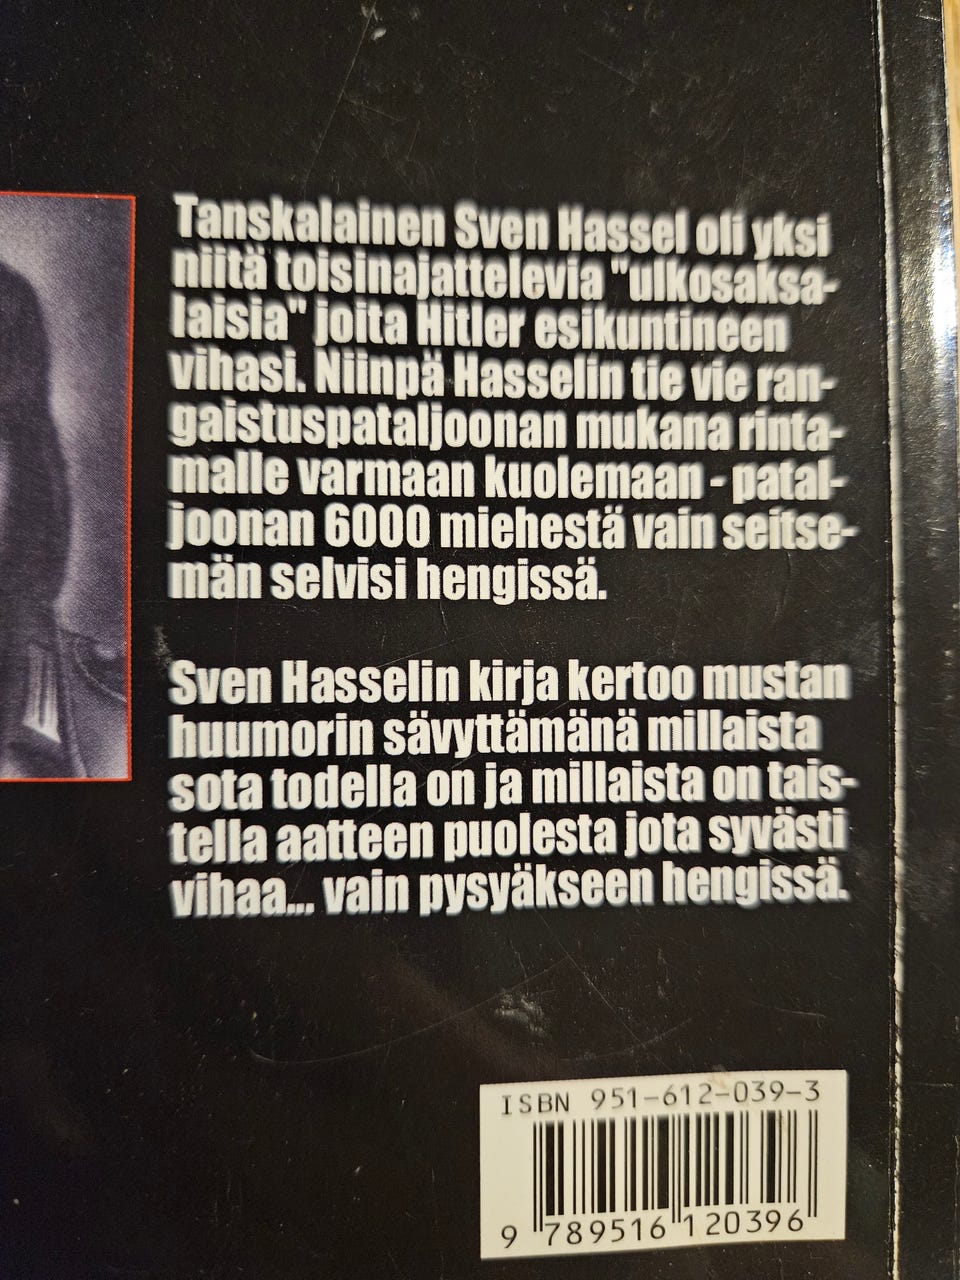 Tanskalainen Sven Hassel oli yksi
niitä toisinajattelevia "ulkosaksa-
laisia" joita Hitler esikuntineen
vihasi. Niinpä Hasselin tie vie ran-
gaistuspataljoonan mukana rinta-
malle varmaan kuolemaan - patal-
joonan 6000 miehestä vain seitse-
män selvisi hengissä.
Sven Hasselin kirja kertoo mustan
huumorin sävyttämänä millaista
sota todella on ja millaista on tais-
tella aatteen puolesta jota syvästi
vihaa... vain pysyäkseen hengissä.
ISBN 951-612-039-3
9 789516 120396